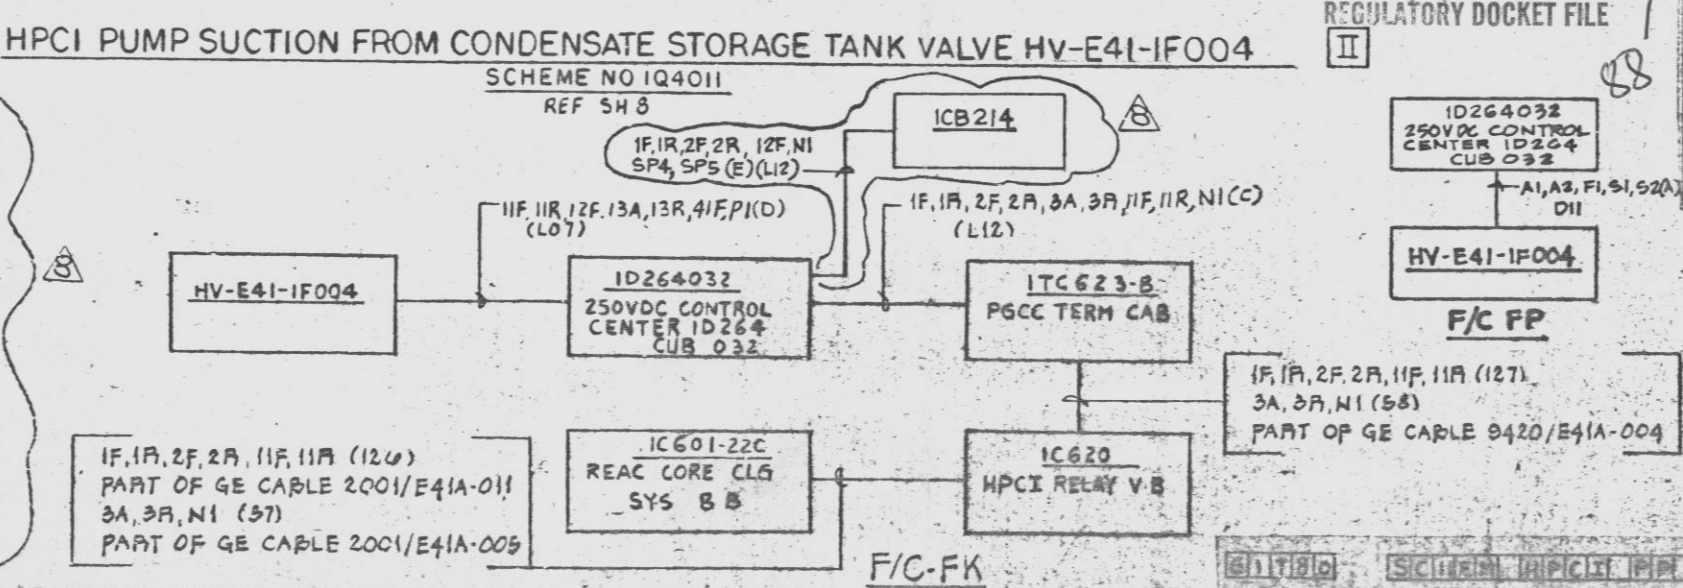 REGULATORY DOCKET FILE
II
88
HPCI PUMP SUCTION FROM CONDENSATE STORAGE TANK VALVE HV-E41-1F004
SCHEME NO 1Q4011
REF SH 8
1CB214
8
1F,1R,2F,2R, 12F,N1
SP4, SP5 (E)(L12)
1D264032
250VDC CONTROL
CENTER 1D264
CUB 032
A1,A2,F1,S1,S2(A)
D11
HV-E41-1F004
F/C FP
11F,11R,12F,13A,13R,41F,P1(D)
(L07)
1F,1R,2F,2R,3A,3R,11F,11R,N1(C)
(L12)
8
HV-E41-1F004
1D264032
250VDC CONTROL
CENTER 1D264
CUB 032
1TC623-B
PGCC TERM CAB
1F,1R,2F,2R,11F,11R (127)
3A,3R,N1 (58)
PART OF GE CABLE 9420/E41A-004
1F,1R,2F,2R,11F,11R (126)
PART OF GE CABLE 2001/E41A-011
3A,3R,N1 (57)
PART OF GE CABLE 2001/E41A-005
1C601-22C
REAC CORE CLG
SYS B B
1C620
HPCI RELAY V B
F/C-FK
HPCI